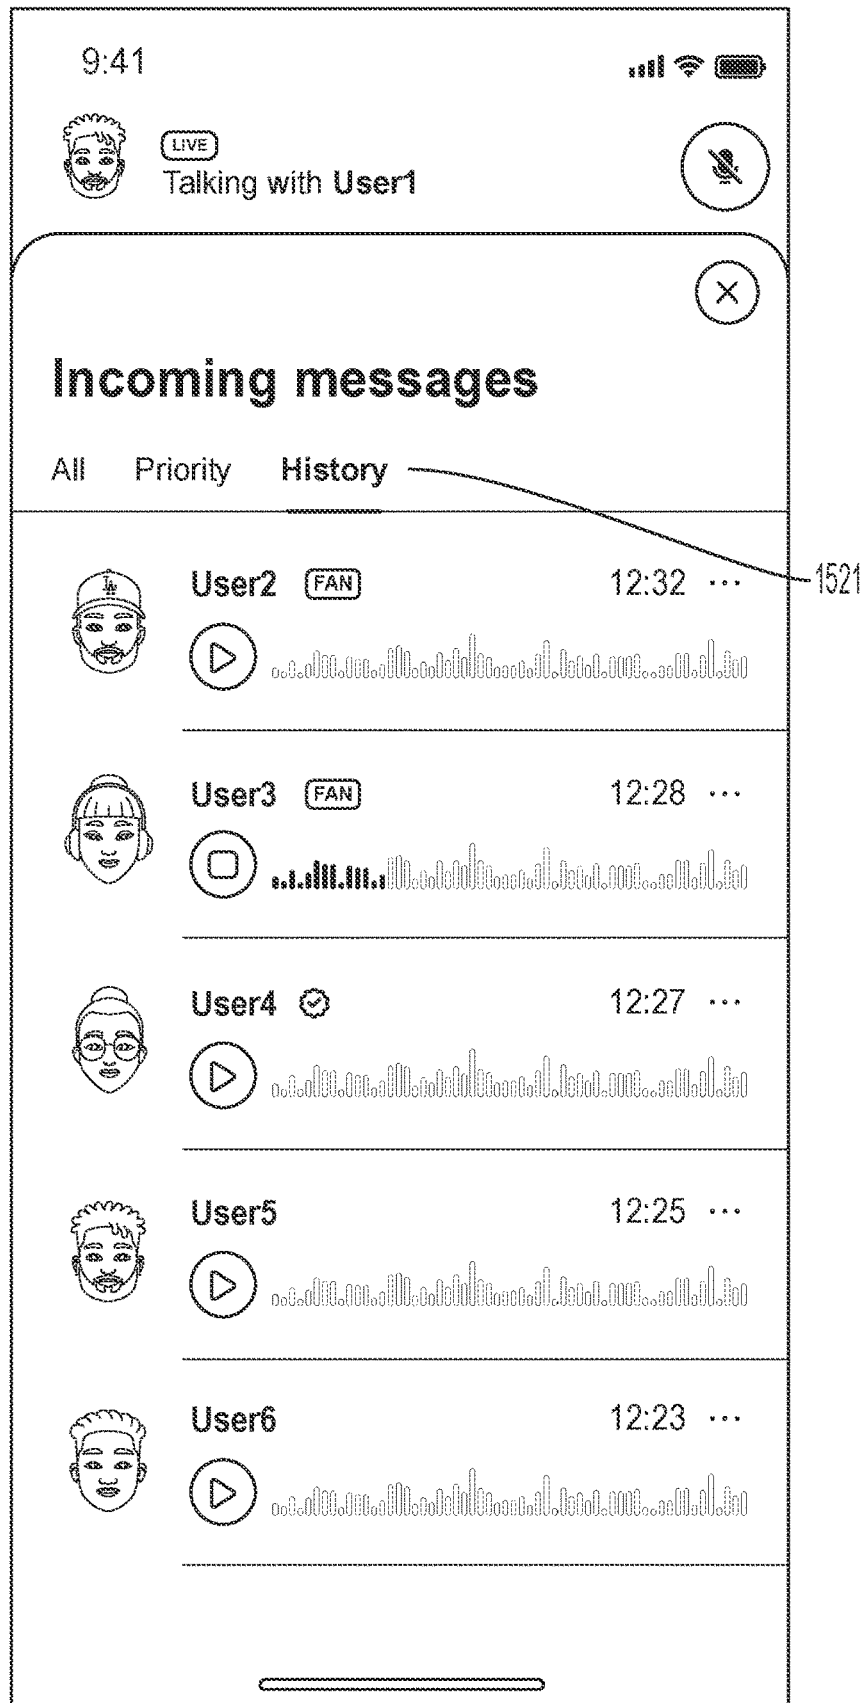 9:41
LIVE
Talking with User1
Incoming messages
All Priority History
1521
User2 FAN 12:32 ...
User3 FAN 12:28 ...
User4 12:27 ...
User5 12:25 ...
User6 12:23 ...